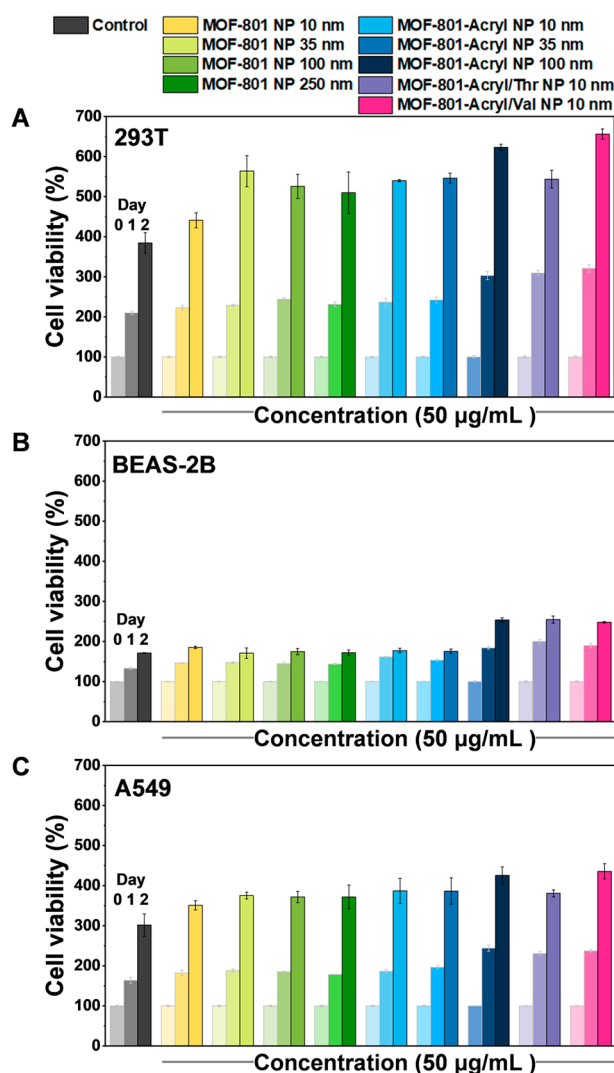 Control
MOF-801 NP 10 nm
MOF-801 NP 35 nm
MOF-801 NP 100 nm
MOF-801 NP 250 nm
MOF-801-Acryl NP 10 nm
MOF-801-Acryl NP 35 nm
MOF-801-Acryl NP 100 nm
MOF-801-Acryl/Thr NP 10 nm
MOF-801-Acryl/Val NP 10 nm
A
293T
Cell viability (%)
700
600
500
400
300
200
100
0
Day
0 1 2
Concentration (50 µg/mL )
B
BEAS-2B
Cell viability (%)
700
600
500
400
300
200
100
0
Day
0 1 2
Concentration (50 µg/mL )
C
A549
Cell viability (%)
700
600
500
400
300
200
100
0
Day
0 1 2
Concentration (50 µg/mL )